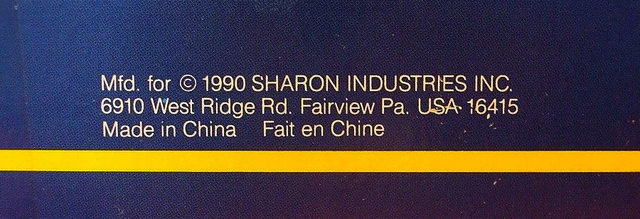 Mfd. for © 1990 SHARON INDUSTRIES INC.
6910 West Ridge Rd. Fairview Pa. USA 16415
Made in China Fait en Chine